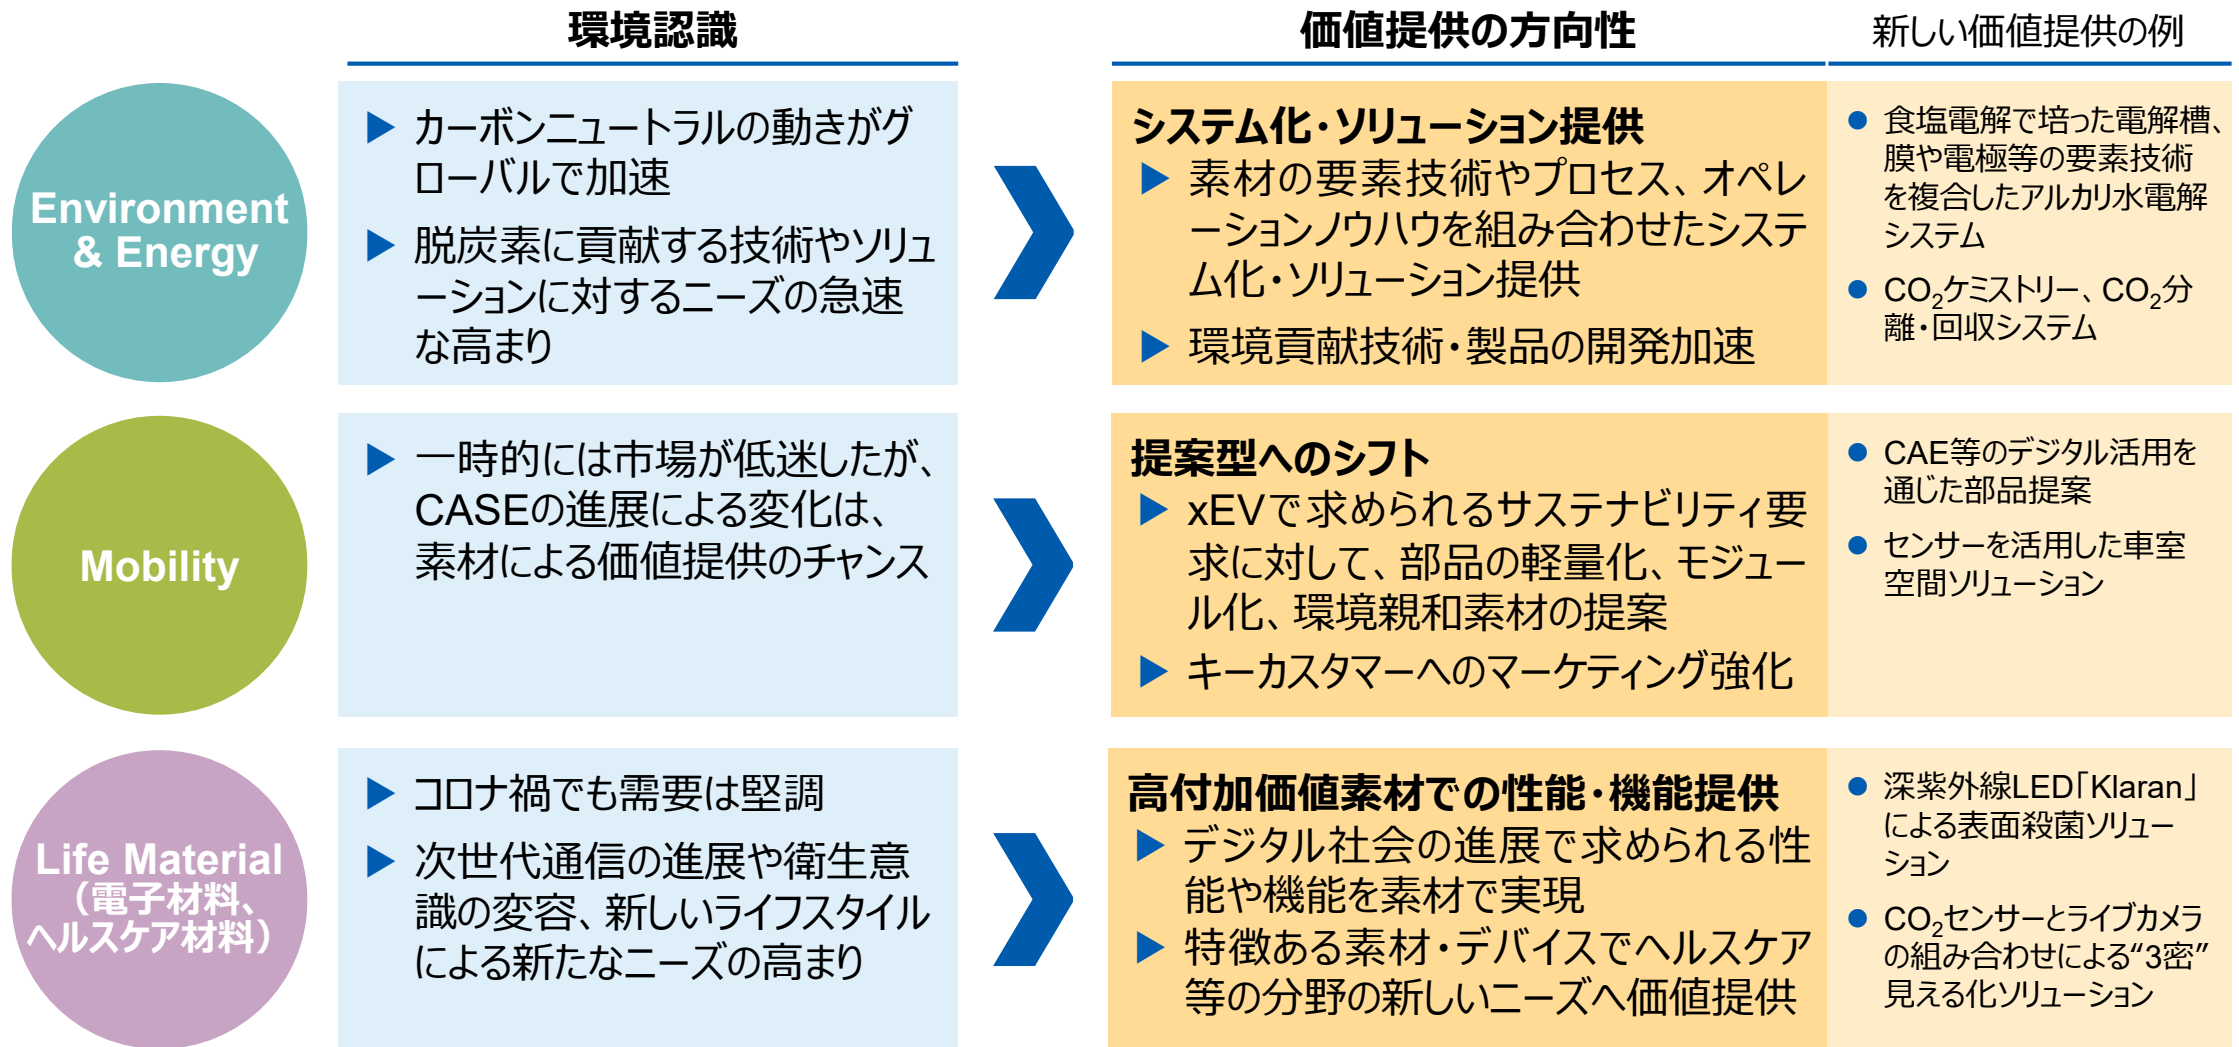 環境認識
価値提供の方向性
新しい価値提供の例
Environment
& Energy
▶ カーボンニュートラルの動きがグ
ローバルで加速
▶ 脱炭素に貢献する技術やソリュ
ーションに対するニーズの急速
な高まり
システム化・ソリューション提供
▶ 素材の要素技術やプロセス、オペレ
ーションノウハウを組み合わせたシステ
ム化・ソリューション提供
▶ 環境貢献技術・製品の開発加速
● 食塩電解で培った電解槽、
膜や電極等の要素技術
を複合したアルカリ水電解
システム
● CO₂ケミストリー、CO₂分
離・回収システム
Mobility
▶ 一時的には市場が低迷したが、
CASEの進展による変化は、
素材による価値提供のチャンス
提案型へのシフト
▶ xEVで求められるサステナビリティ要
求に対して、部品の軽量化、モジュー
ル化、環境親和素材の提案
▶ キーカスタマーへのマーケティング強化
● CAE等のデジタル活用を
通じた部品提案
● センサーを活用した車室
空間ソリューション
Life Material
（電子材料、
ヘルスケア材料）
▶ コロナ禍でも需要は堅調
▶ 次世代通信の進展や衛生意
識の変容、新しいライフスタイル
による新たなニーズの高まり
高付加価値素材での性能・機能提供
▶ デジタル社会の進展で求められる性
能や機能を素材で実現
▶ 特徴ある素材・デバイスでヘルスケア
等の分野の新しいニーズへ価値提供
● 深紫外線LED「Klaran」
による表面殺菌ソリュー
ション
● CO₂センサーとライブカメラ
の組み合わせによる“3密”
見える化ソリューション